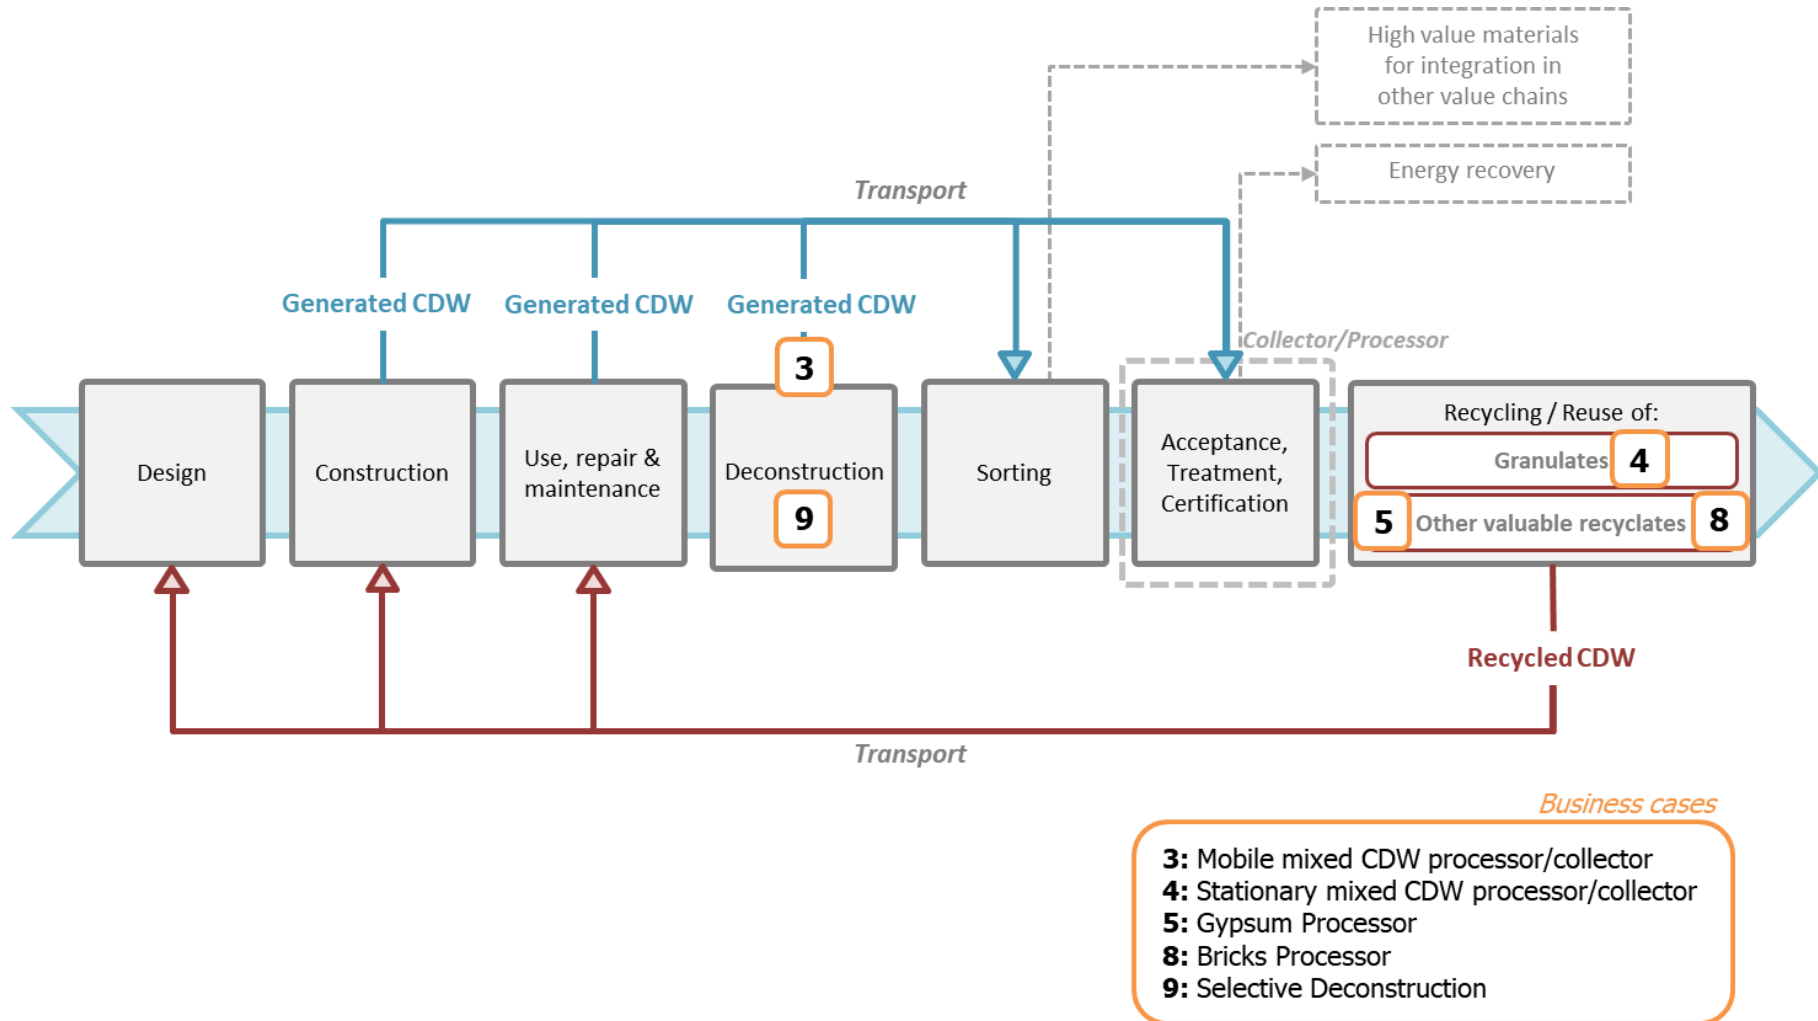 High value materials
for integration in
other value chains
Energy recovery
Transport
Generated CDW
Generated CDW
Generated CDW
Collector/Processor
3
Design
Construction
Use, repair &
maintenance
Deconstruction
9
Sorting
Acceptance,
Treatment,
Certification
Recycling / Reuse of:
Granulates 4
5 Other valuable recyclates 8
Recycled CDW
Transport
Business cases
3: Mobile mixed CDW processor/collector
4: Stationary mixed CDW processor/collector
5: Gypsum Processor
8: Bricks Processor
9: Selective Deconstruction